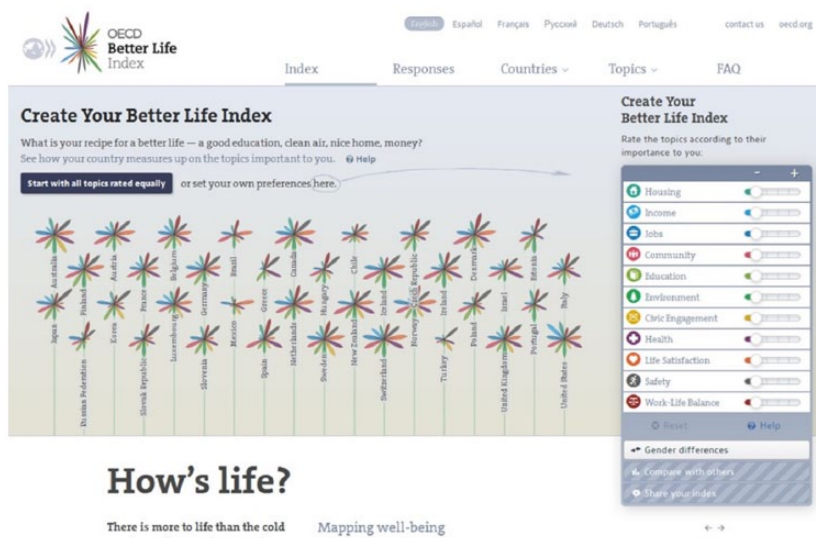 OECD
Better Life
Index
English Español Français Русский Deutsch Português contact us oecd.org
Index Responses Countries Topics FAQ
Create Your Better Life Index
What is your recipe for a better life — a good education, clean air, nice home, money?
See how your country measures up on the topics important to you. Help
Start with all topics rated equally or set your own preferences here.
Create Your
Better Life Index
Rate the topics according to their
importance to you:
- +
Housing
Income
Jobs
Community
Education
Environment
Civic Engagement
Health
Life Satisfaction
Safety
Work-Life Balance
Reset Help
Gender differences
Compare with others
Share your index
Australia
Austria
Belgium
Brazil
Canada
Chile
Czech Republic
Denmark
Estonia
Finland
France
Germany
Greece
Hungary
Iceland
Ireland
Israel
Italy
Japan
Korea
Luxembourg
Mexico
Netherlands
New Zealand
Norway
Poland
Portugal
Russian Federation
Slovak Republic
Slovenia
Spain
Sweden
Switzerland
Turkey
United Kingdom
United States
How's life?
There is more to life than the cold Mapping well-being